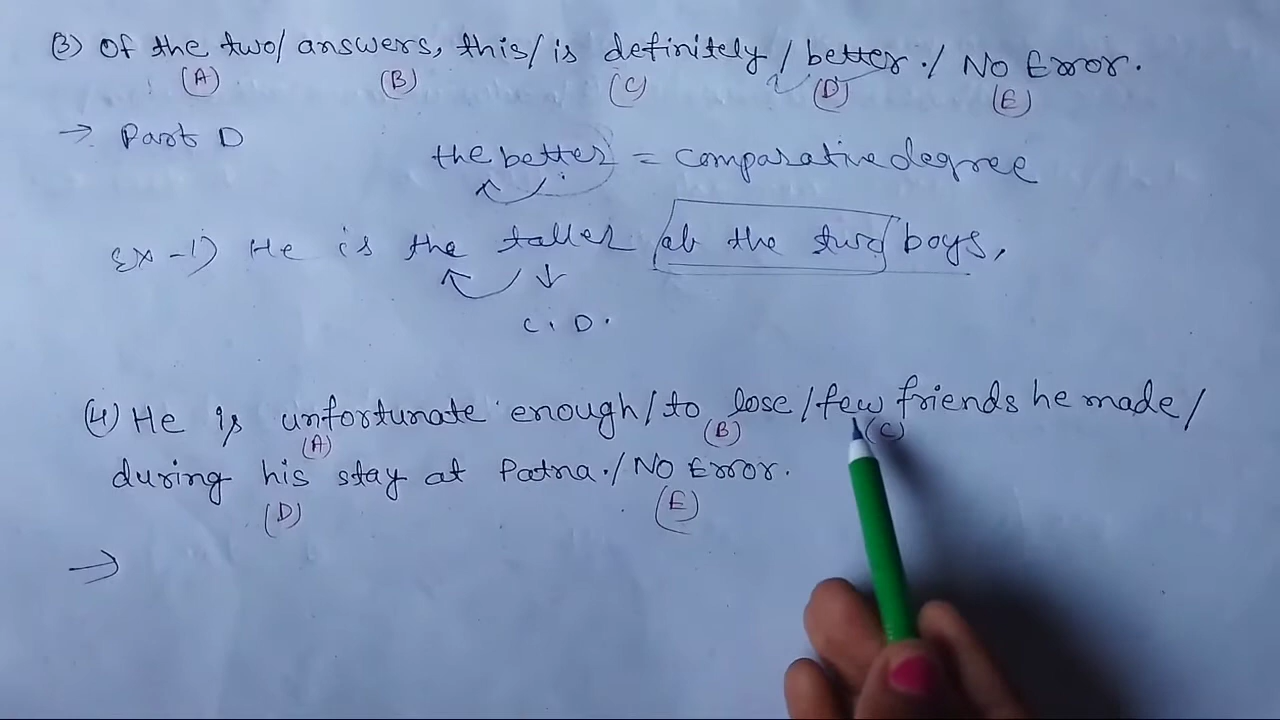 (3) Of the two/ answers, this/ is definitely / better ./ No Error.
(A) (B) (C) (D) (E)
→ Part D
the better = comparative degree
Ex -1) He is the taller of the two boys,
C. D.
(4) He is unfortunate enough/to lose/few friends he made/
(A) (B) (C)
during his stay at Patna./No Error.
(D) (E)
→